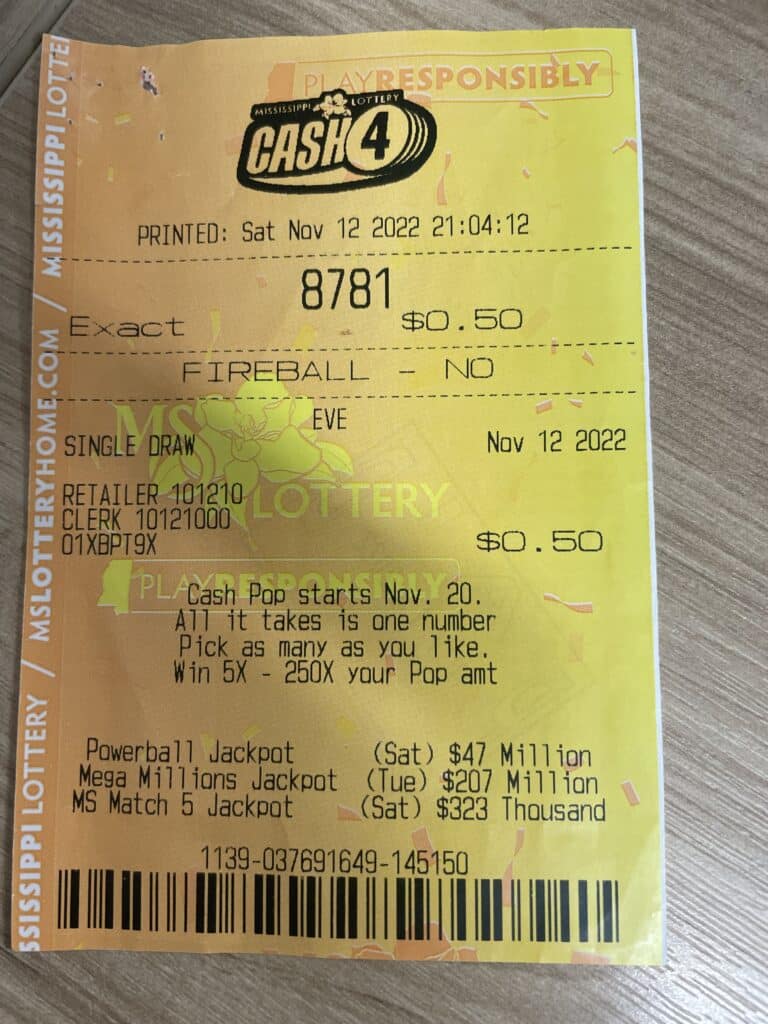 PLAY RESPONSIBLY
MISSISSIPPI LOTTERY
CASH 4
PRINTED: Sat Nov 12 2022 21:04:12
8781
Exact $0.50
FIREBALL - NO
EVE
SINGLE DRAW Nov 12 2022
MS LOTTERY
RETAILER 101210
CLERK 10121000
01XBPT9X $0.50
PLAY RESPONSIBLY
Cash Pop starts Nov. 20.
All it takes is one number
Pick as many as you like.
Win 5X - 250X your Pop amt
Powerball Jackpot (Sat) $47 Million
Mega Millions Jackpot (Tue) $207 Million
MS Match 5 Jackpot (Sat) $323 Thousand
1139-037691649-145150
SSISSIPPI LOTTERY / MSLOTTERYHOME.COM / MISSISSIPPI LOTTE